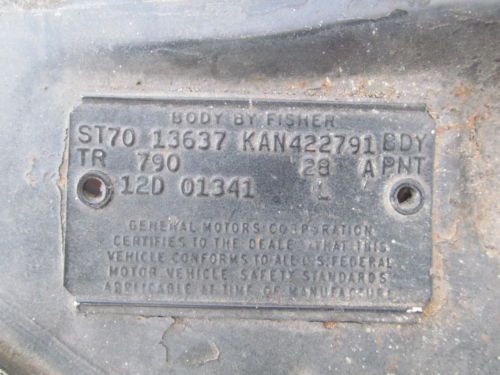 BODY BY FISHER
ST70 13637 KAN422791 BDY
TR 790 28 A PNT
12D 01341 L
GENERAL MOTORS CORPORATION
CERTIFIES TO THE DEALER THAT THIS
VEHICLE CONFORMS TO ALL U.S. FEDERAL
MOTOR VEHICLE SAFETY STANDARDS
APPLICABLE AT TIME OF MANUFACTURE